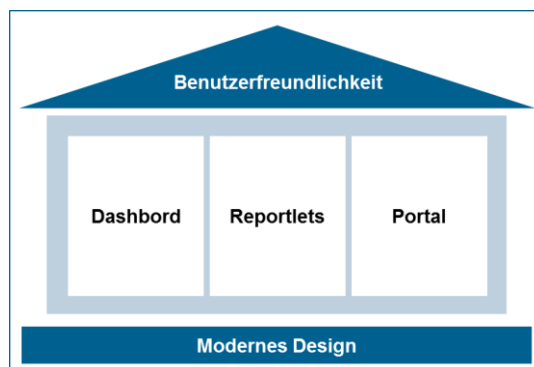 Benutzerfreundlichkeit
Dashbord
Reportlets
Portal
Modernes Design